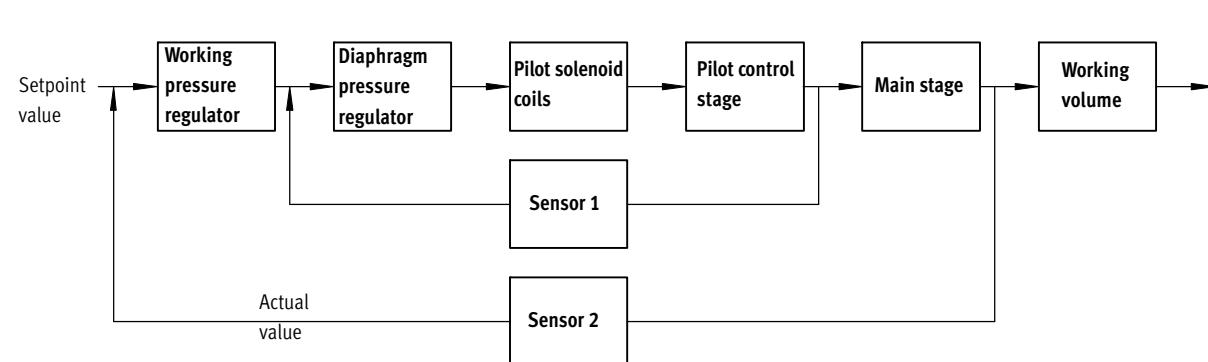 Setpoint
value
Working
pressure
regulator
Diaphragm
pressure
regulator
Pilot solenoid
coils
Pilot control
stage
Main stage
Working
volume
Sensor 1
Actual
value
Sensor 2